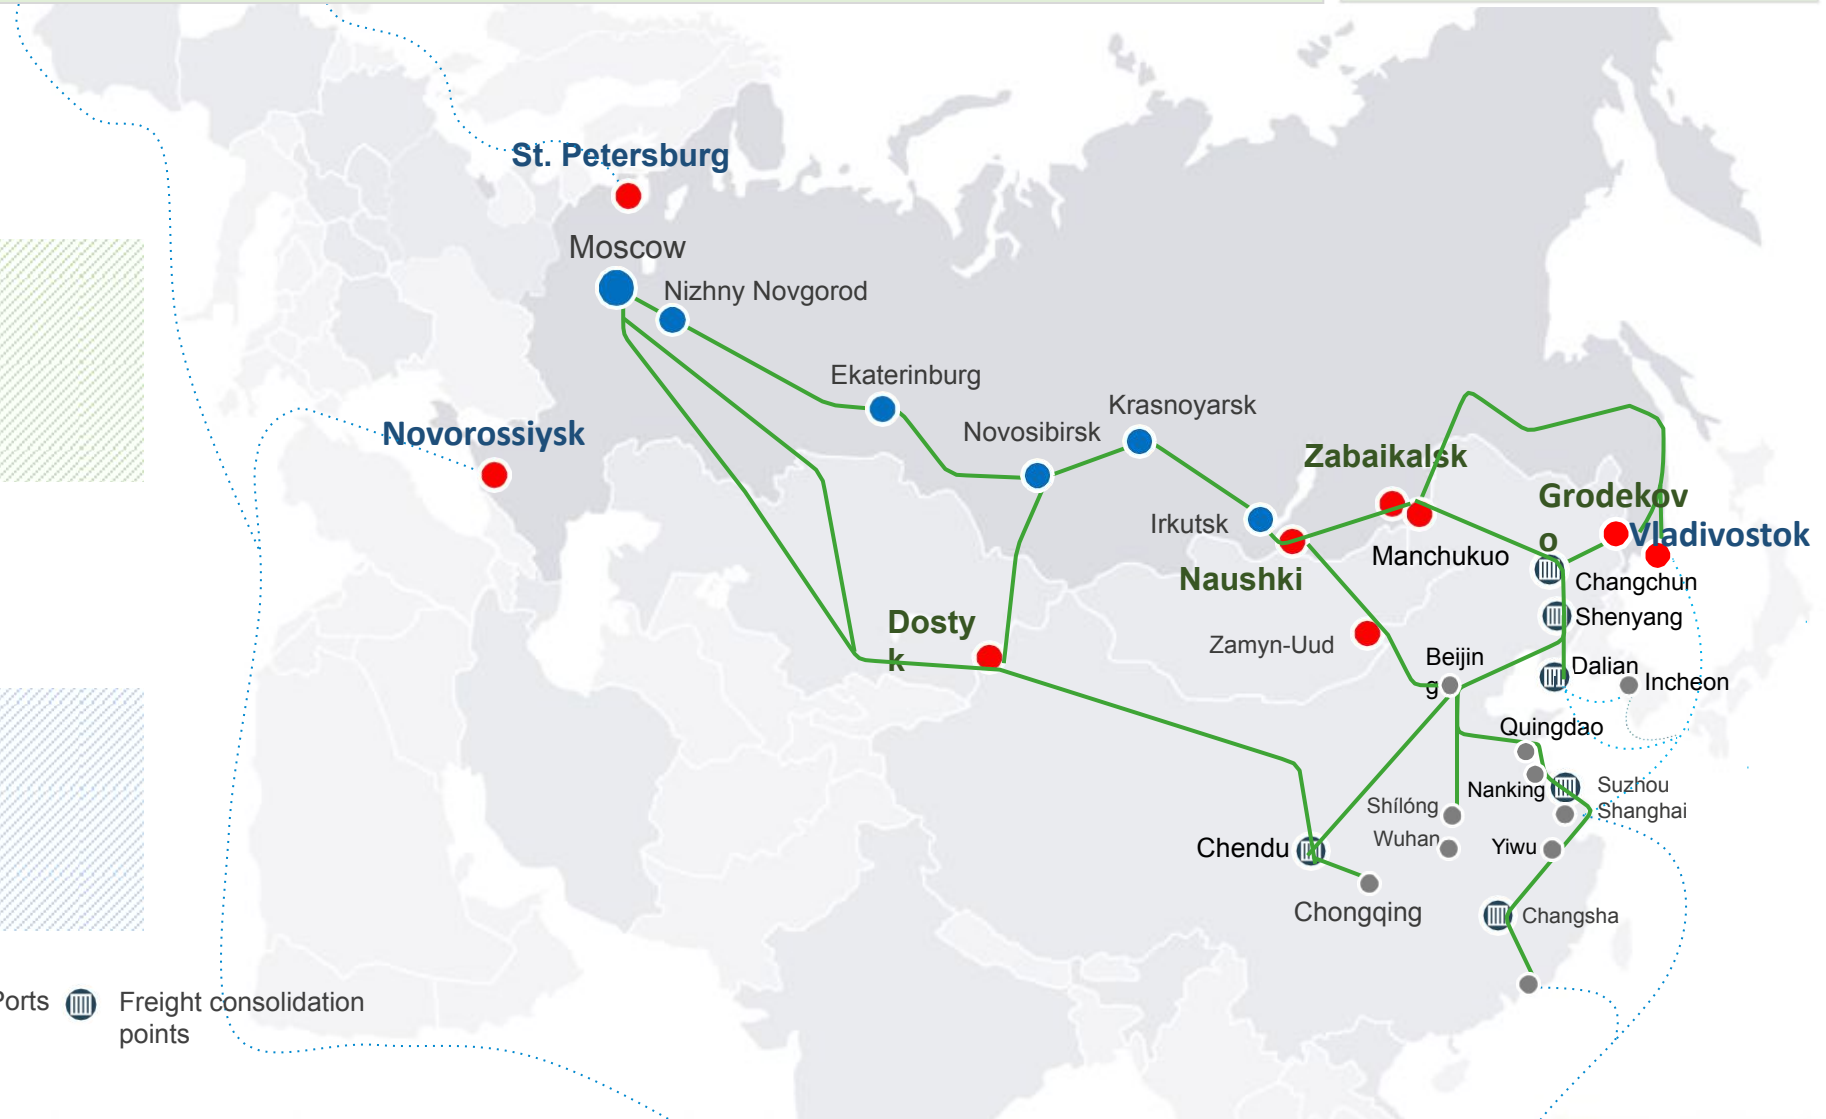 St. Petersburg
Moscow
Nizhny Novgorod
Ekaterinburg
Krasnoyarsk
Novosibirsk
Novorossiysk
Zabaikalsk
Grodekov
o
Vladivostok
Irkutsk
Manchukuo
Naushki
Changchun
Shenyang
Dosty
k
Zamyn-Uud
Beijin
g
Dalian
Incheon
Quingdao
Nanking
Suzhou
Shílóng
Shanghai
Wuhan
Yiwu
Chendu
Chongqing
Changsha
Ports
Freight consolidation
points